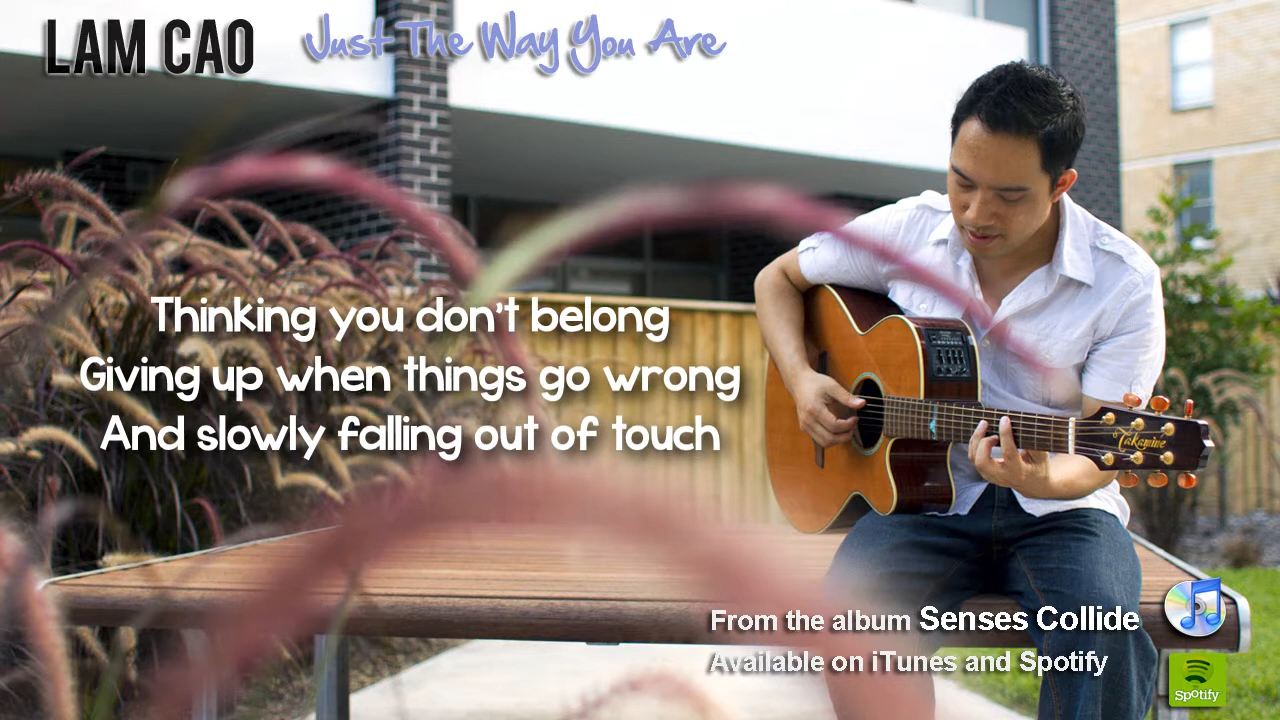 LAM CAO
Just The Way You Are
Thinking you don't belong
Giving up when things go wrong
And slowly falling out of touch
Takamine
From the album Senses Collide
Available on iTunes and Spotify
Spotify